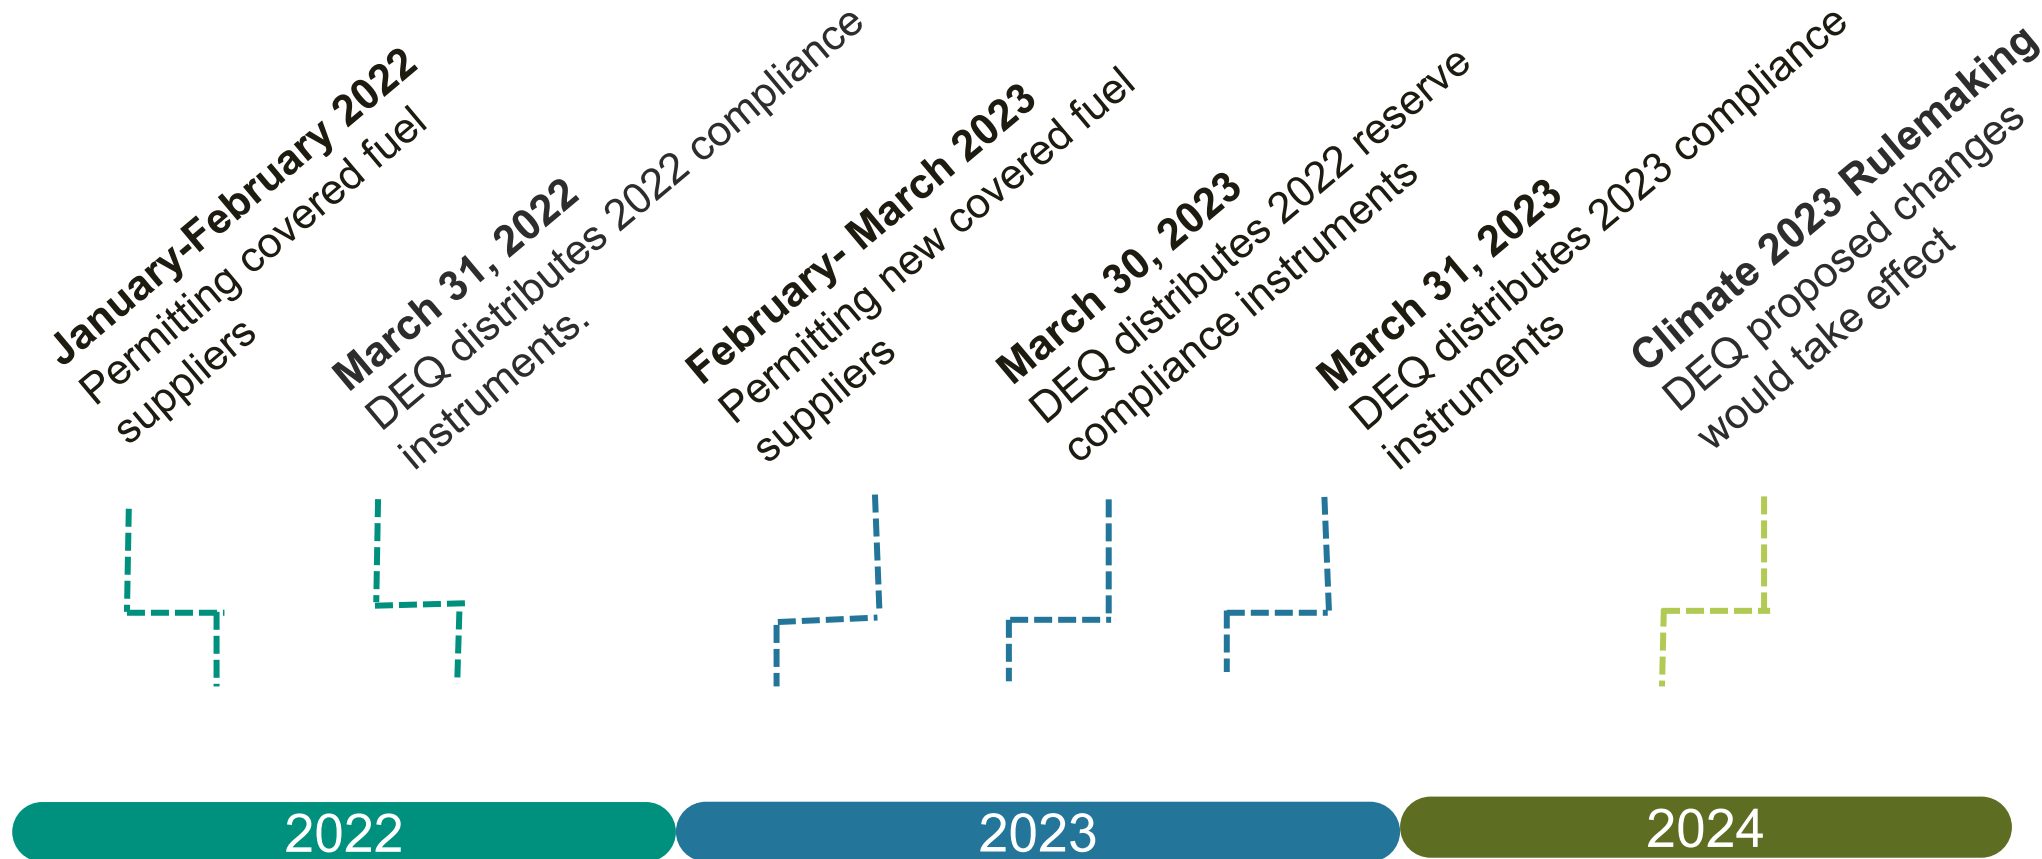 January-February 2022
Permitting covered fuel
suppliers
March 31, 2022
DEQ distributes 2022 compliance
instruments.
February- March 2023
Permitting new covered fuel
suppliers
March 30, 2023
DEQ distributes 2022 reserve
compliance instruments
March 31, 2023
DEQ distributes 2023 compliance
instruments
Climate 2023 Rulemaking
DEQ proposed changes
would take effect
2022
2023
2024